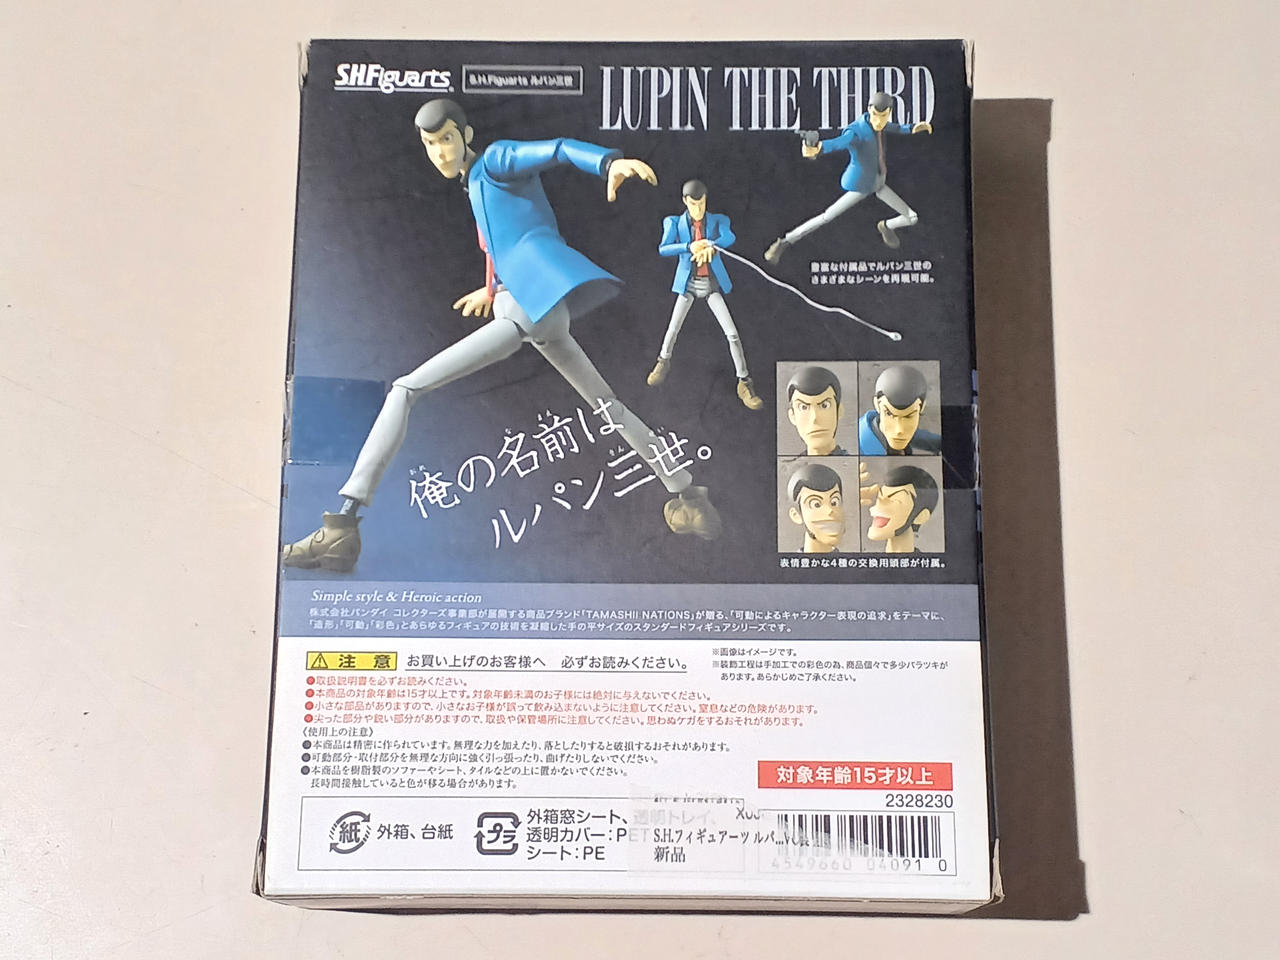 S.H.Figuarts
S.H.Figuarts ルパン三世
LUPIN THE THIRD
豊富な付属品でルパン三世の
さまざまなシーンを再現可能。
俺の名前は
ルパン三世。
表情豊かな4種の交換用頭部が付属。
Simple style & Heroic action
株式会社バンダイ コレクターズ事業部が展開する商品ブランド「TAMASHII NATIONS」が贈る、「可動によるキャラクター表現の追求」をテーマに、
「造形」「可動」「彩色」とあらゆるフィギュアの技術を凝縮した手の平サイズのスタンダードフィギュアシリーズです。
注意 お買い上げのお客様へ 必ずお読みください。
※画像はイメージです。
※装飾工程は手加工での彩色の為、商品個々で多少バラツキが
あります。あらかじめご了承ください。
●取扱説明書を必ずお読みください。
●本商品の対象年齢は15才以上です。対象年齢未満のお子様には絶対に与えないでください。
●小さな部品がありますので、小さなお子様が誤って飲み込まないように注意してください。窒息などの危険があります。
●尖った部分や鋭い部分がありますので、取扱や保管場所に注意してください。思わぬケガをするおそれがあります。
〈使用上の注意〉
●本商品は精密に作られています。無理な力を加えたり、落としたりすると破損するおそれがあります。
●可動部分・取付部分を無理な方向に強く引っ張ったり、曲げたりしないでください。
●本商品を樹脂製のソファーやシート、タイルなどの上に置かないでください。
長時間接触していると色が移る場合があります。
対象年齢15才以上
2328230
紙 外箱、台紙
プラ 外箱窓シート、透明トレイ、
透明カバー:PET
シート:PE
S.H.フィギュアーツ ルパ...
新品
4549660 04091 0